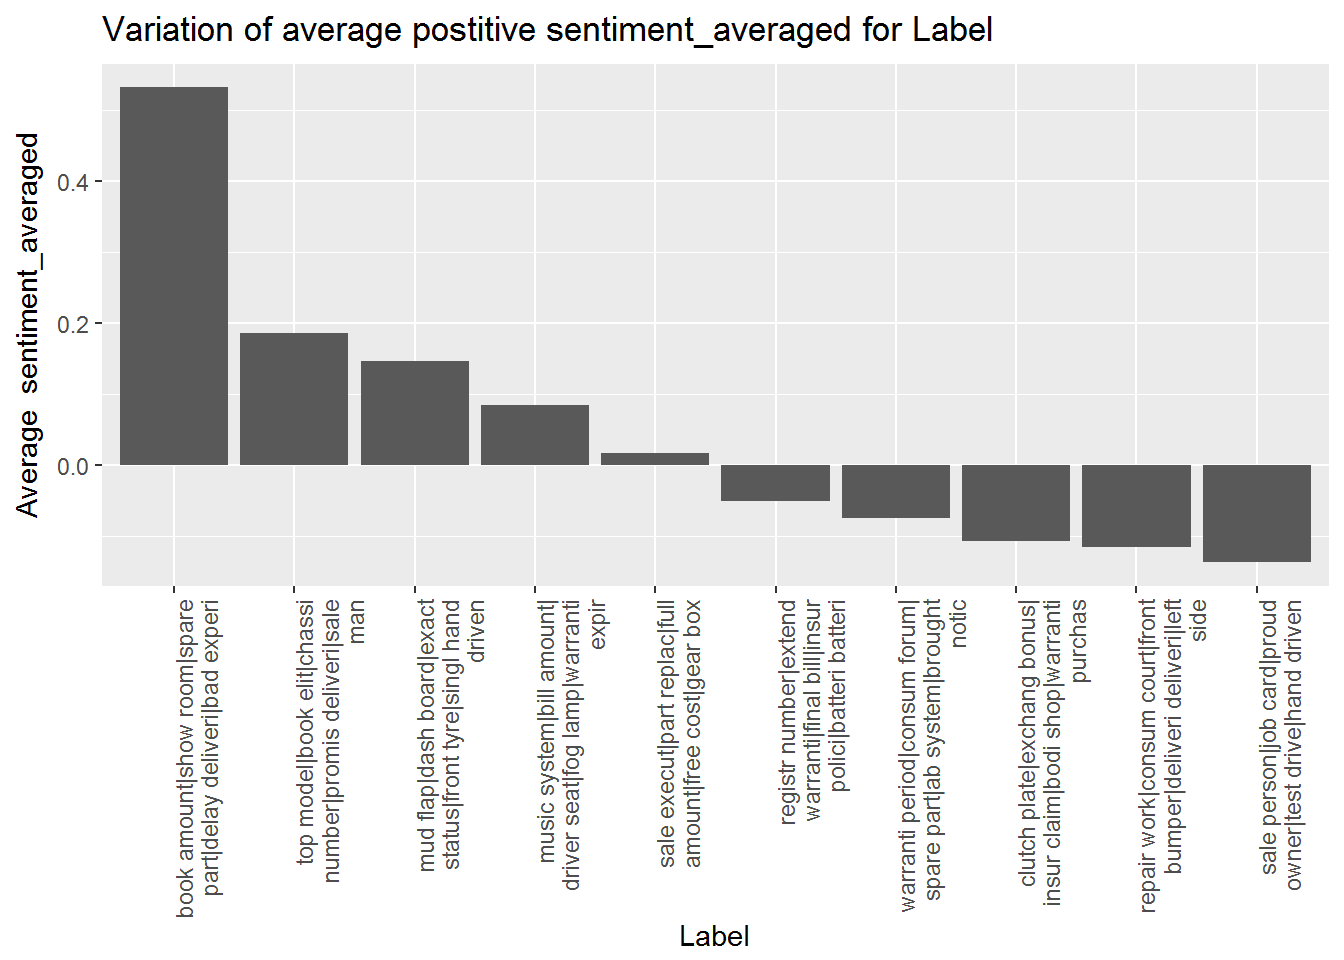 Variation of average postitive sentiment_averaged for Label
Average  sentiment_averaged
0.4
0.2
0.0
book amount|show room|spare
part|delay deliveri|bad experi
top model|book elit|chassi
number|promis deliveri|sale
man
mud flap|dash board|exact
status|front tyre|singl hand
driven
music system|bill amount|
driver seat|fog lamp|warranti
expir
sale execut|part replac|full
amount|free cost|gear box
registr number|extend
warranti|final bill|insur
polici|batteri batteri
warranti period|consum forum|
spare part|ab system|brought
notic
clutch plate|exchang bonus|
insur claim|bodi shop|warranti
purchas
repair work|consum court|front
bumper|deliveri deliveri|left
side
sale person|job card|proud
owner|test drive|hand driven
Label